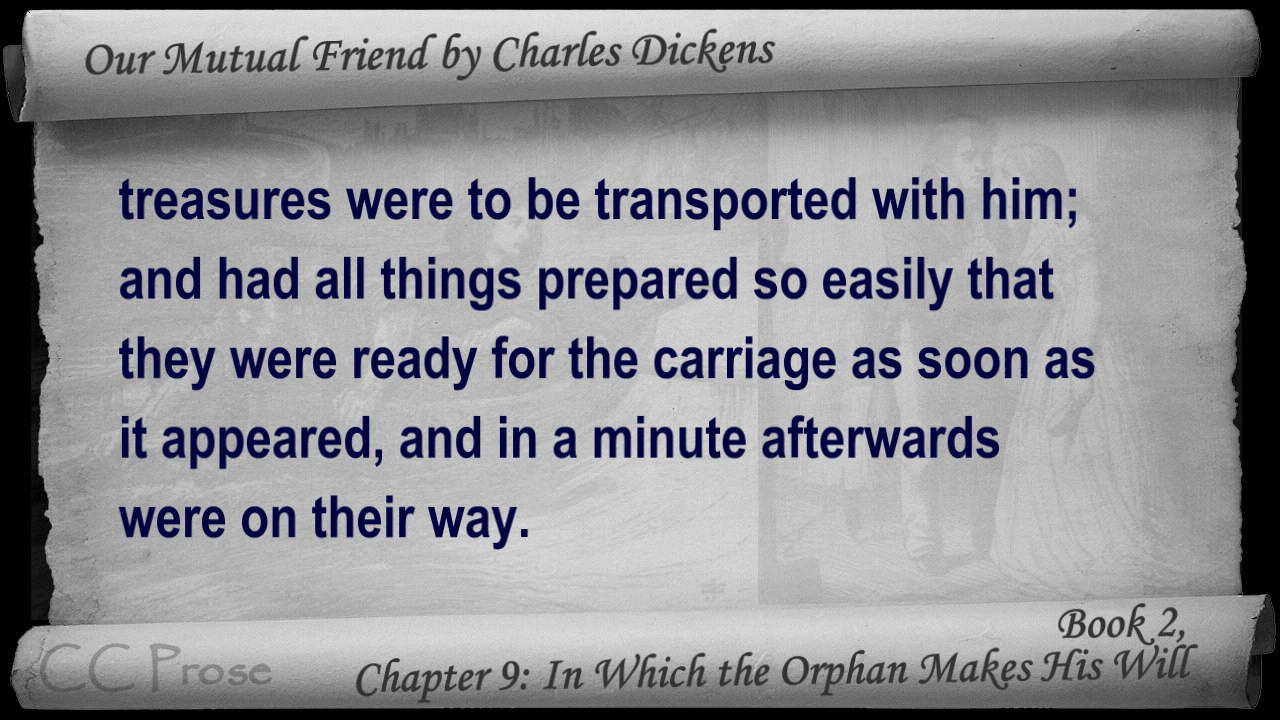 Our Mutual Friend by Charles Dickens
treasures were to be transported with him;
and had all things prepared so easily that
they were ready for the carriage as soon as
it appeared, and in a minute afterwards
were on their way.
Book 2,
Chapter 9: In Which the Orphan Makes His Will
CC Prose